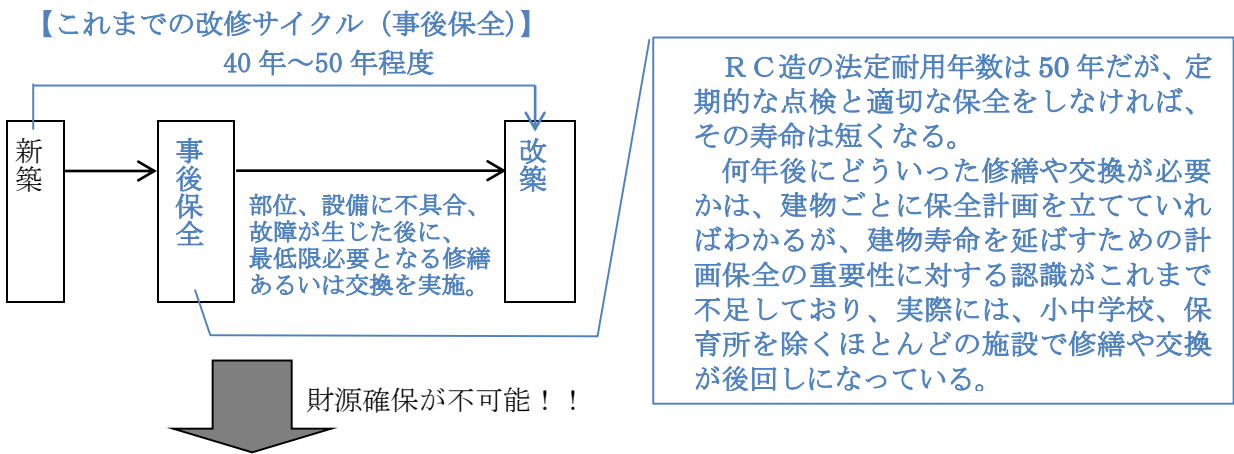 【これまでの改修サイクル（事後保全）】
40年～50年程度
新築
事後保全
部位、設備に不具合、
故障が生じた後に、
最低限必要となる修繕
あるいは交換を実施。
改築
財源確保が不可能！！
ＲＣ造の法定耐用年数は50年だが、定
期的な点検と適切な保全をしなければ、
その寿命は短くなる。
何年後にどういった修繕や交換が必要
かは、建物ごとに保全計画を立てていれ
ばわかるが、建物寿命を延ばすための計
画保全の重要性に対する認識がこれまで
不足しており、実際には、小中学校、保
育所を除くほとんどの施設で修繕や交換
が後回しになっている。